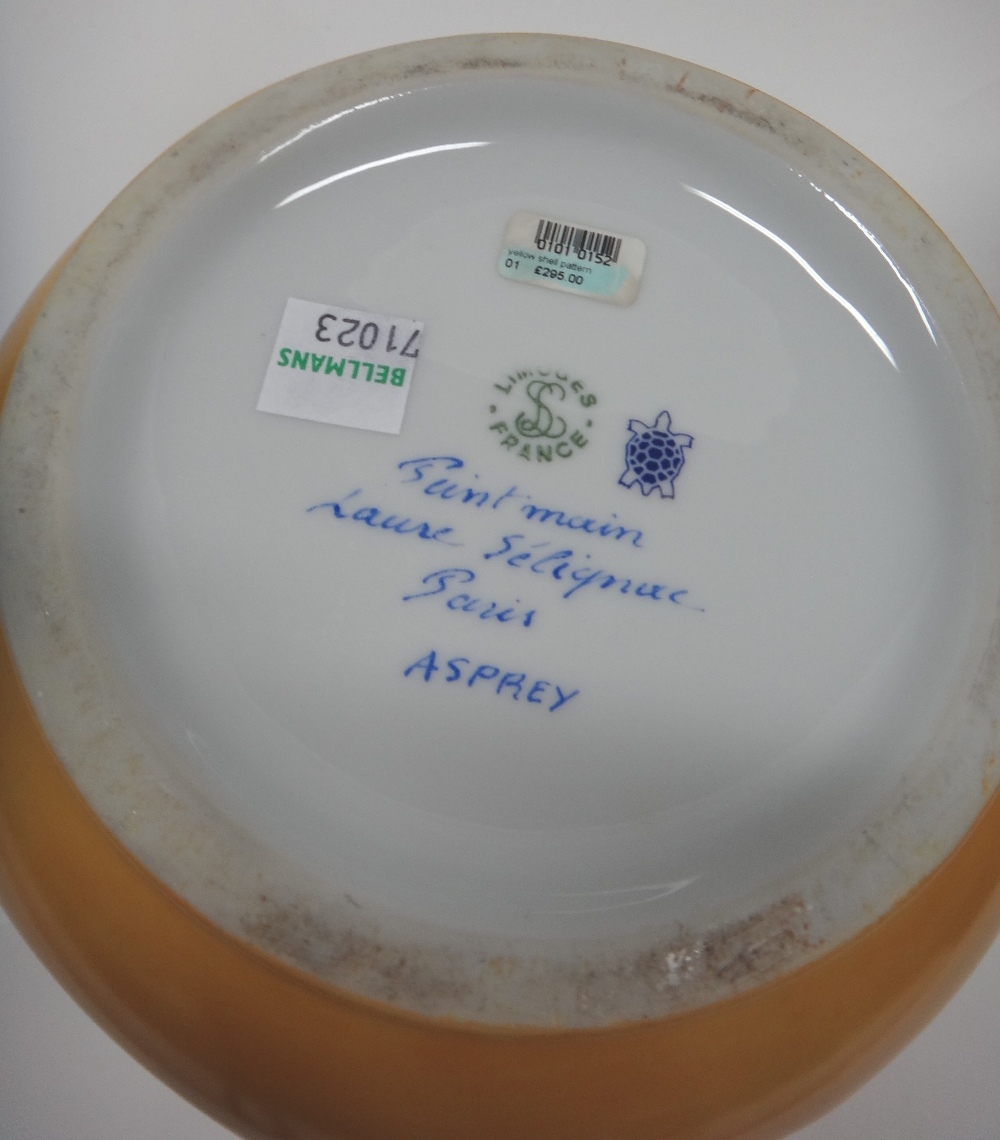 0101 0152
yellow shell pattern
01 £295.00
71023
BELLMANS
LIMOGES
FRANCE
Peint main
Laure Sélignac
Paris
ASPREY